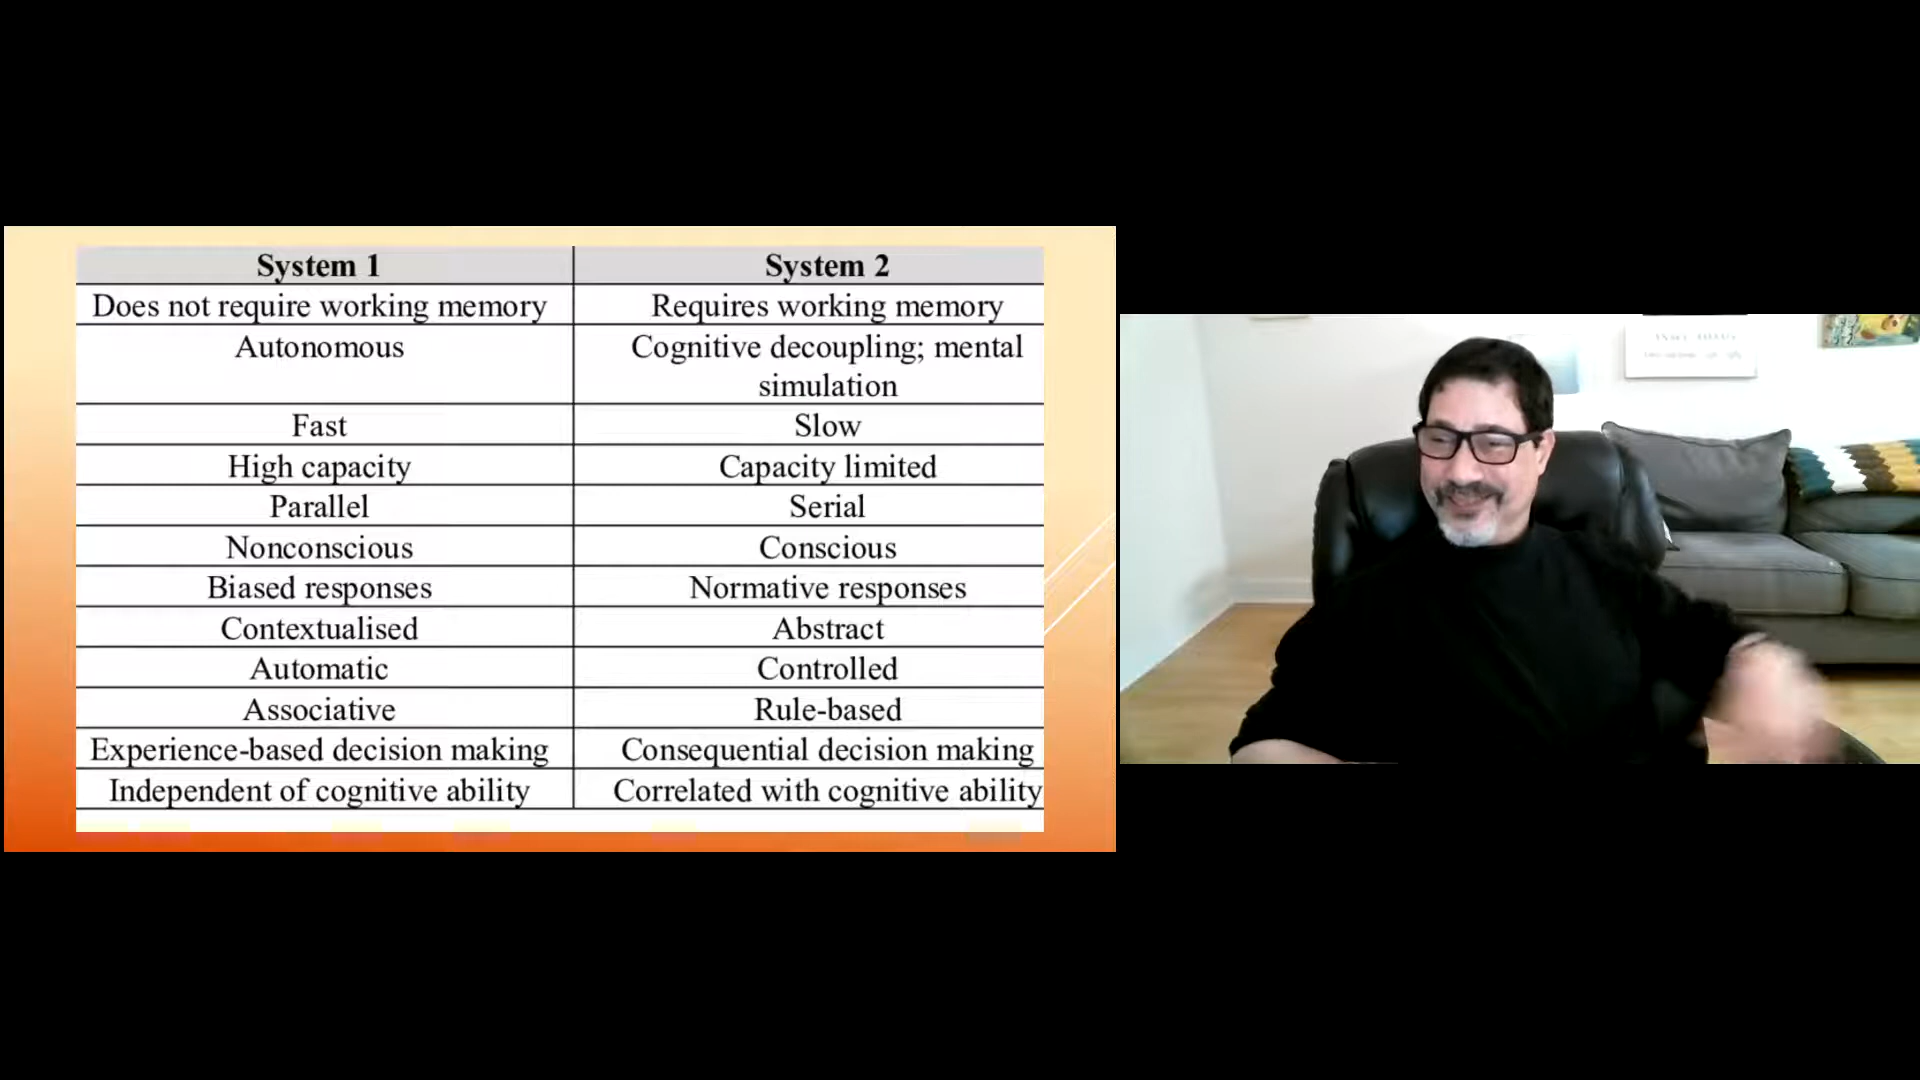 System 1 System 2
Does not require working memory Requires working memory
Autonomous Cognitive decoupling; mental
simulation
Fast Slow
High capacity Capacity limited
Parallel Serial
Nonconscious Conscious
Biased responses Normative responses
Contextualised Abstract
Automatic Controlled
Associative Rule-based
Experience-based decision making Consequential decision making
Independent of cognitive ability Correlated with cognitive ability